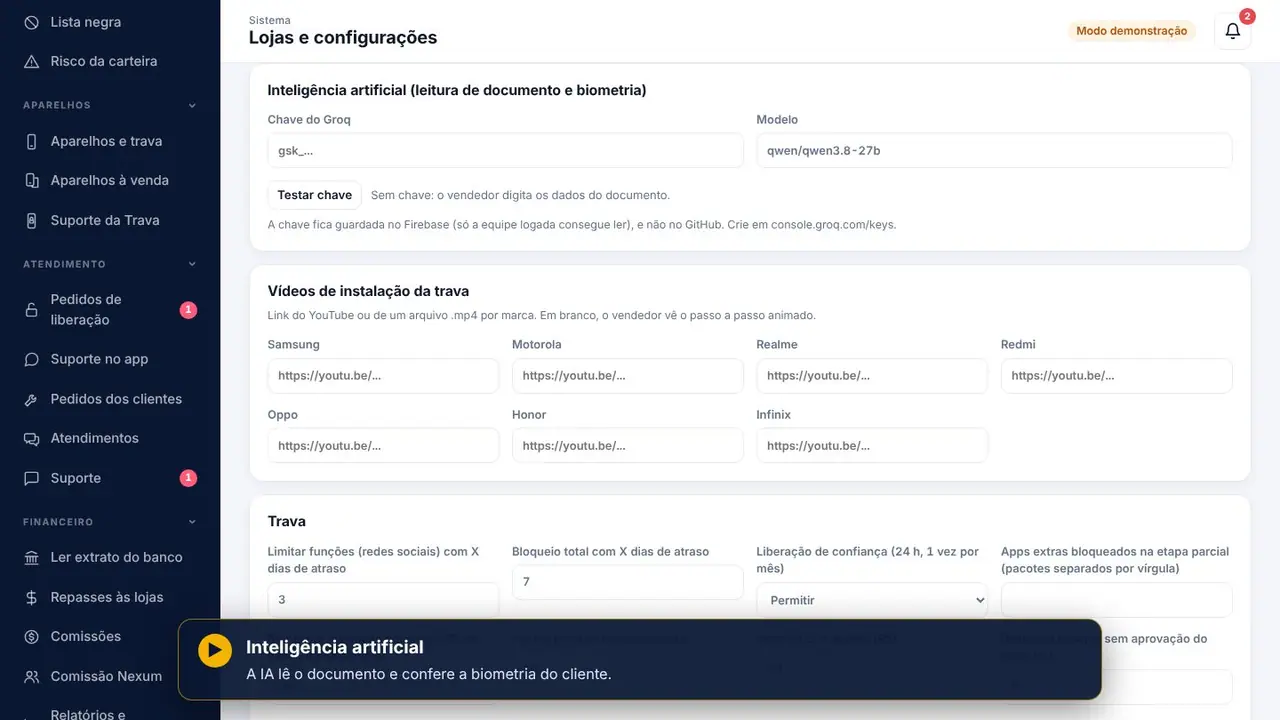 Lista negra
Risco da carteira
APARELHOS
Aparelhos e trava
Aparelhos à venda
Suporte da Trava
ATENDIMENTO
Pedidos de
liberação
1
Suporte no app
Pedidos dos clientes
Atendimentos
Suporte
1
FINANCEIRO
Ler extrato do banco
Repasses às lojas
Comissões
Comissão Nexum
Relatórios e
Sistema
Lojas e configurações
Modo demonstração
2
Inteligência artificial (leitura de documento e biometria)
Chave do Groq
Modelo
gsk_...
qwen/qwen3.8-27b
Testar chave
Sem chave: o vendedor digita os dados do documento.
A chave fica guardada no Firebase (só a equipe logada consegue ler), e não no GitHub. Crie em console.groq.com/keys.
Vídeos de instalação da trava
Link do YouTube ou de um arquivo .mp4 por marca. Em branco, o vendedor vê o passo a passo animado.
Samsung
Motorola
Realme
Redmi
https://youtu.be/...
https://youtu.be/...
https://youtu.be/...
https://youtu.be/...
Oppo
Honor
Infinix
https://youtu.be/...
https://youtu.be/...
https://youtu.be/...
Trava
Limitar funções (redes sociais) com X
dias de atraso
Bloqueio total com X dias de atraso
Liberação de confiança (24 h, 1 vez por
mês)
Apps extras bloqueados na etapa parcial
(pacotes separados por vírgula)
3
7
Permitir
sem aprovação do
Inteligência artificial
A IA lê o documento e confere a biometria do cliente.